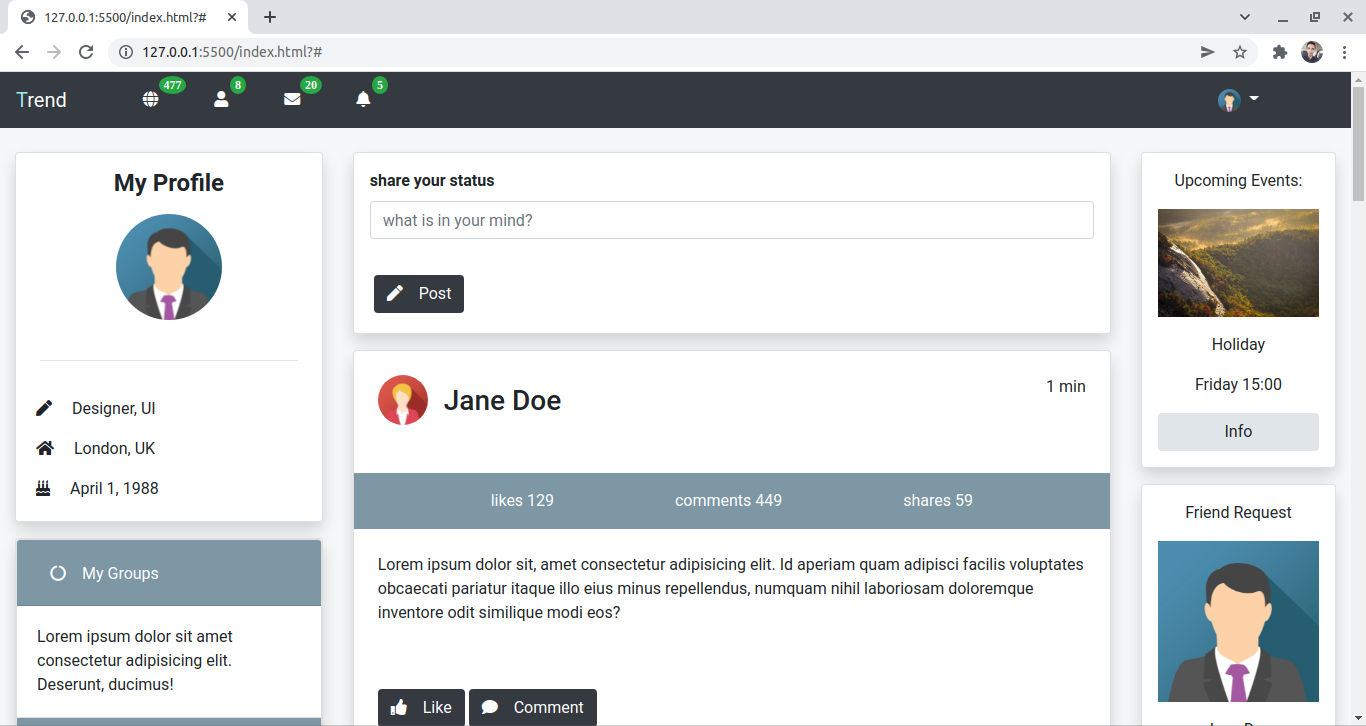 127.0.0.1:5500/index.html?#
127.0.0.1:5500/index.html?#
Trend
477
8
20
5
My Profile
Designer, UI
London, UK
April 1, 1988
My Groups
Lorem ipsum dolor sit amet
consectetur adipisicing elit.
Deserunt, ducimus!
share your status
what is in your mind?
Post
Jane Doe
1 min
likes 129 comments 449 shares 59
Lorem ipsum dolor sit, amet consectetur adipisicing elit. Id aperiam quam adipisci facilis voluptates
obcaecati pariatur itaque illo eius minus repellendus, numquam nihil laboriosam doloremque
inventore odit similique modi eos?
Like
Comment
Upcoming Events:
Holiday
Friday 15:00
Info
Friend Request